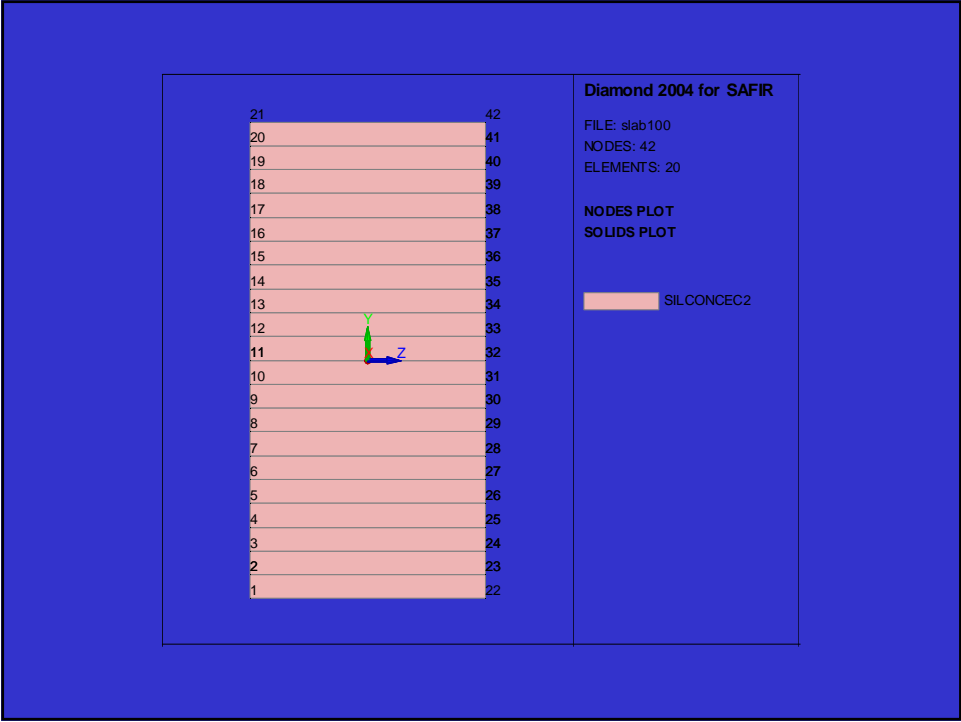 Diamond 2004 for SAFIR
FILE: slab100
NODES: 42
ELEMENTS: 20
NODES PLOT
SOLIDS PLOT
SILCONCEC2
21 42
20 41
19 40
18 39
17 38
16 37
15 36
14 35
13 34
Y
12 33
11 X Z 32
10 31
9 30
8 29
7 28
6 27
5 26
4 25
3 24
2 23
1 22